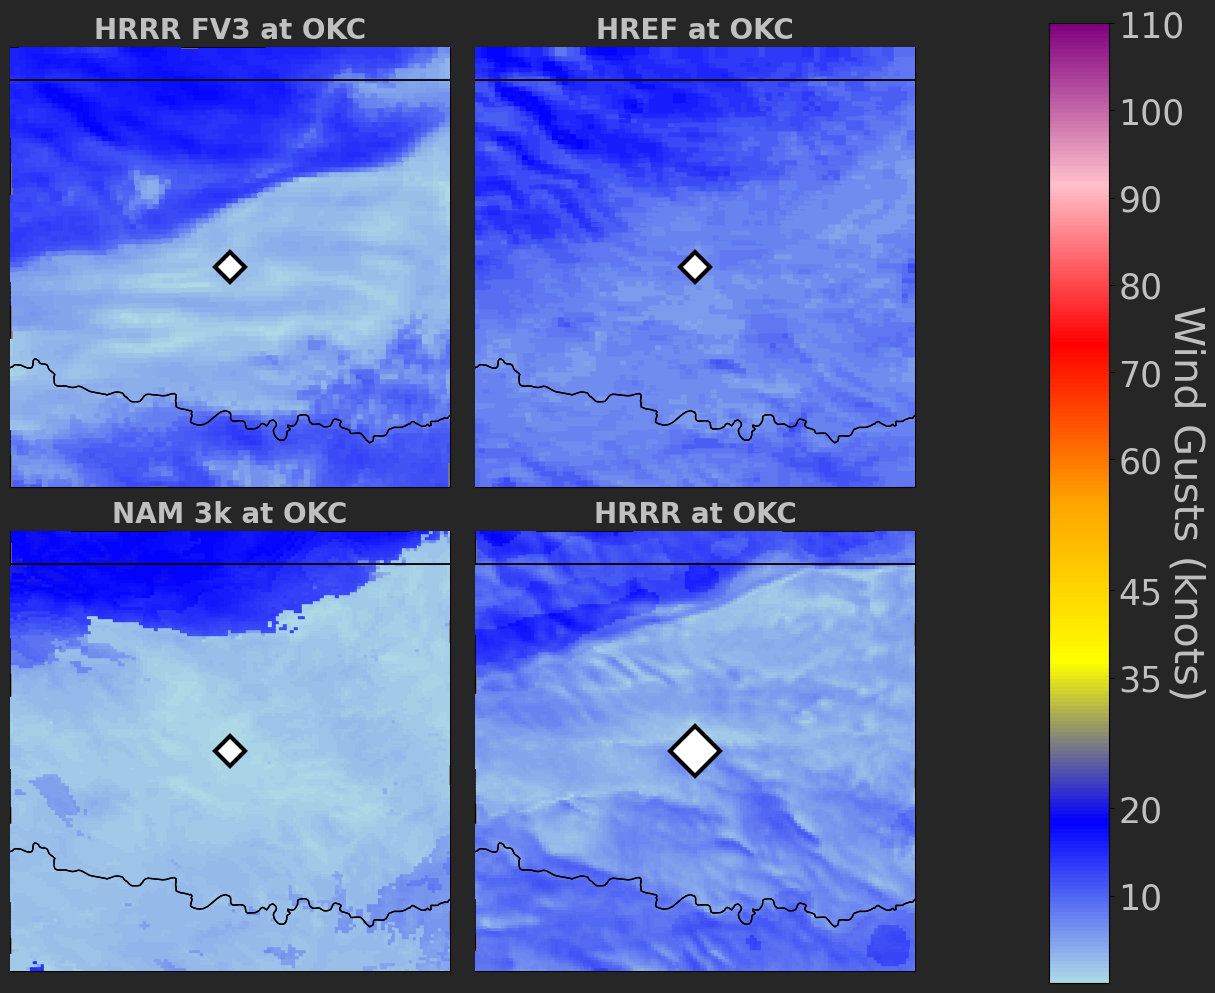 HRRR FV3 at OKC
HREF at OKC
NAM 3k at OKC
HRRR at OKC
110
100
90
80
70
60
45
35
20
10
Wind Gusts (knots)